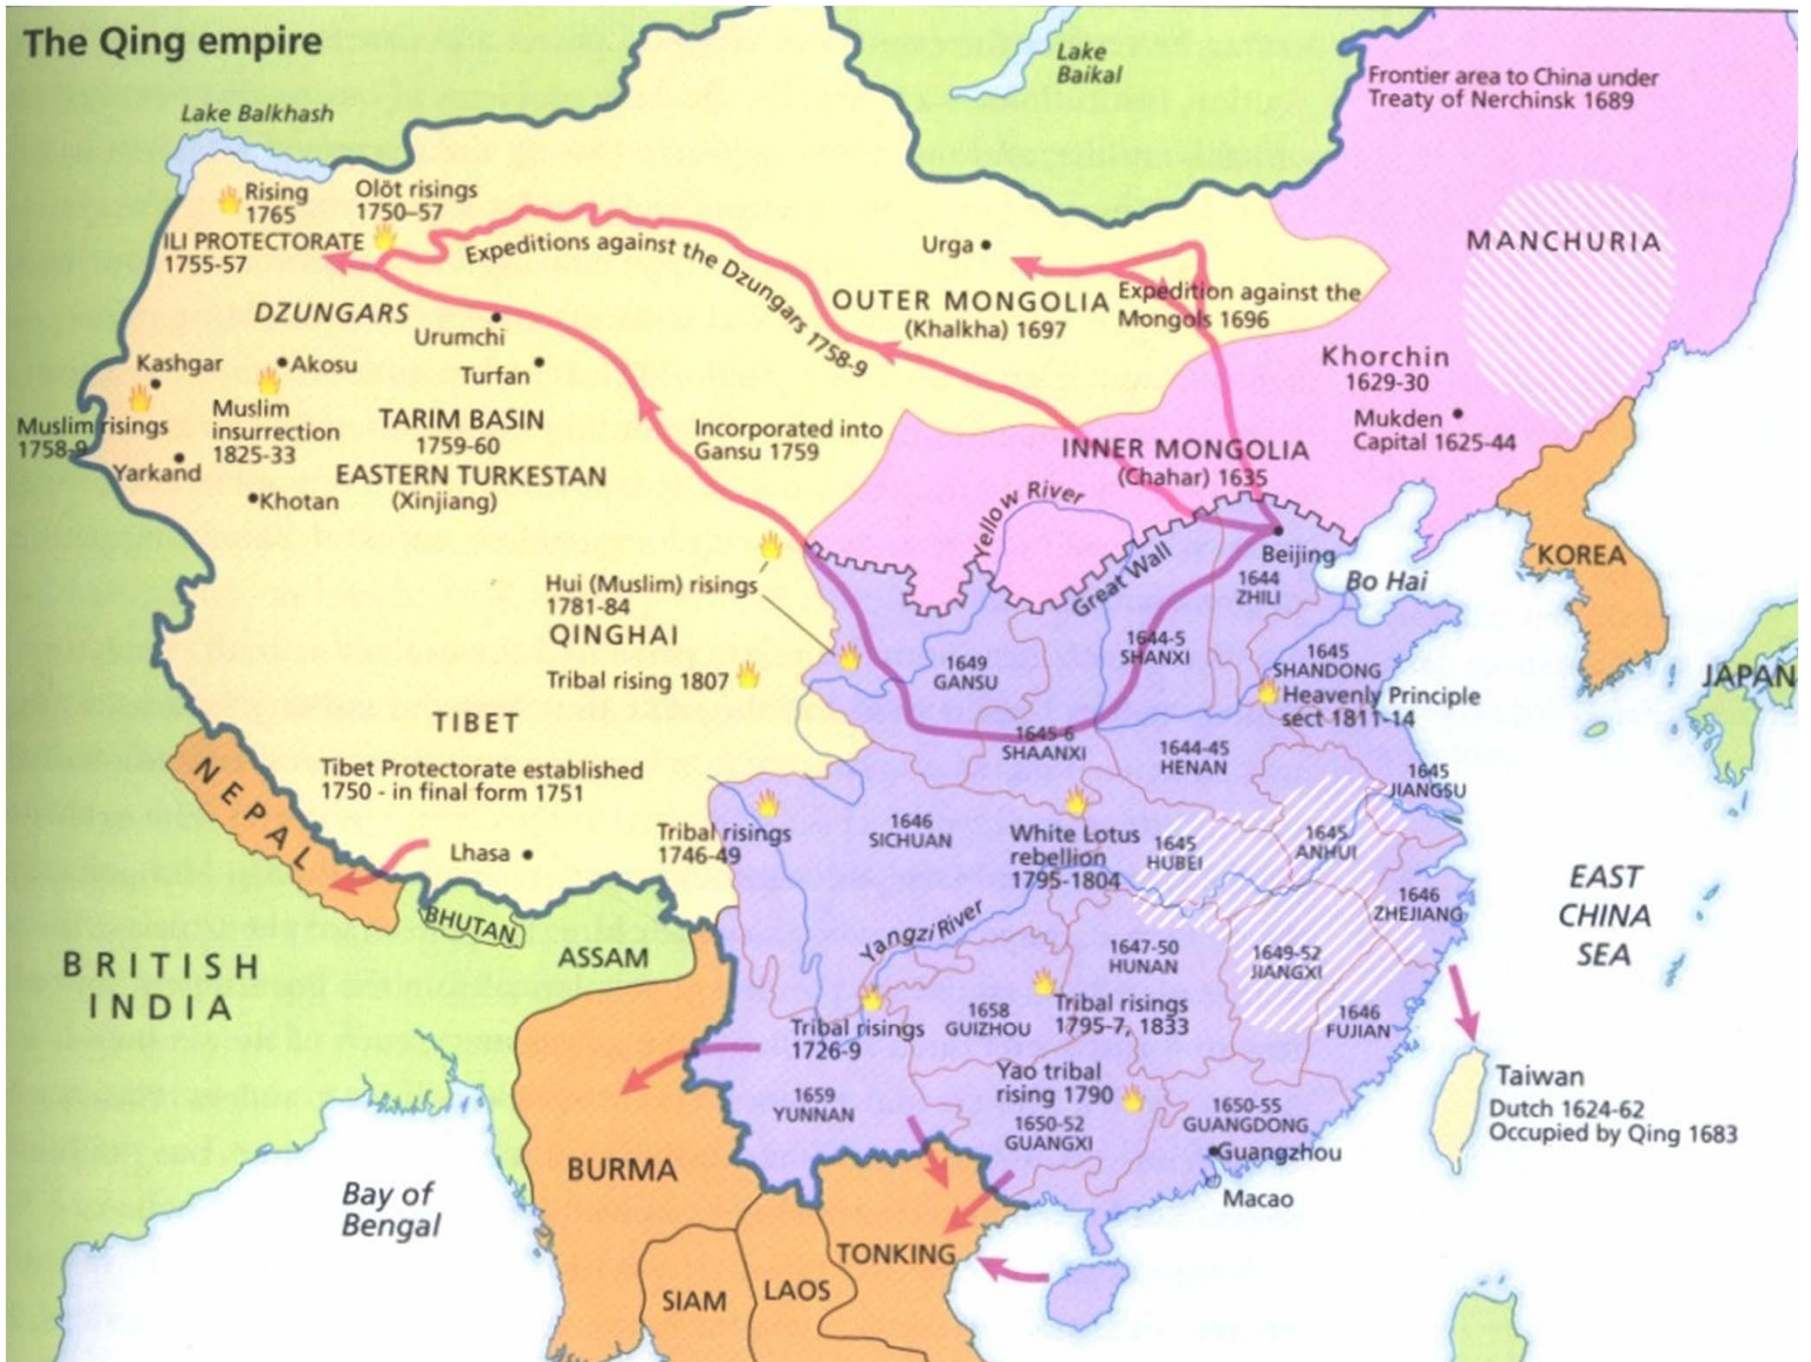 The Qing empire
Lake
Baikal
Frontier area to China under
Treaty of Nerchinsk 1689
Lake Balkhash
Rising
1765
Olöt risings
1750–57
ILI PROTECTORATE
1755-57
Expeditions against the Dzungars 1758-9
Urga
MANCHURIA
OUTER MONGOLIA
(Khalkha) 1697
Expedition against the
Mongols 1696
DZUNGARS
Urumchi
Kashgar
Akosu
Turfan
Khorchin
1629-30
Mukden
Capital 1625-44
Muslim risings
1758-9
Muslim
insurrection
1825-33
TARIM BASIN
1759-60
Incorporated into
Gansu 1759
INNER MONGOLIA
(Chahar) 1635
Yarkand
EASTERN TURKESTAN
(Xinjiang)
Khotan
Yellow River
Great Wall
Beijing
KOREA
Bo Hai
1644
ZHILI
Hui (Muslim) risings
1781-84
QINGHAI
Tribal rising 1807
1649
GANSU
1644-5
SHANXI
1645
SHANDONG
Heavenly Principle
sect 1811-14
JAPAN
TIBET
1645-6
SHAANXI
1644-45
HENAN
1645
JIANGSU
NEPAL
Tibet Protectorate established
1750 - in final form 1751
Lhasa
Tribal risings
1746-49
1646
SICHUAN
White Lotus
rebellion
1795-1804
1645
HUBEI
1645
ANHUI
1646
ZHEJIANG
EAST
CHINA
SEA
BHUTAN
ASSAM
BRITISH
INDIA
Yangzi River
1647-50
HUNAN
1649-52
JIANGXI
1646
FUJIAN
Tribal risings
1726-9
1658
GUIZHOU
Tribal risings
1795-7, 1833
Yao tribal
rising 1790
1659
YUNNAN
1650-52
GUANGXI
1650-55
GUANGDONG
Guangzhou
Macao
Taiwan
Dutch 1624-62
Occupied by Qing 1683
BURMA
Bay of
Bengal
SIAM
LAOS
TONKING